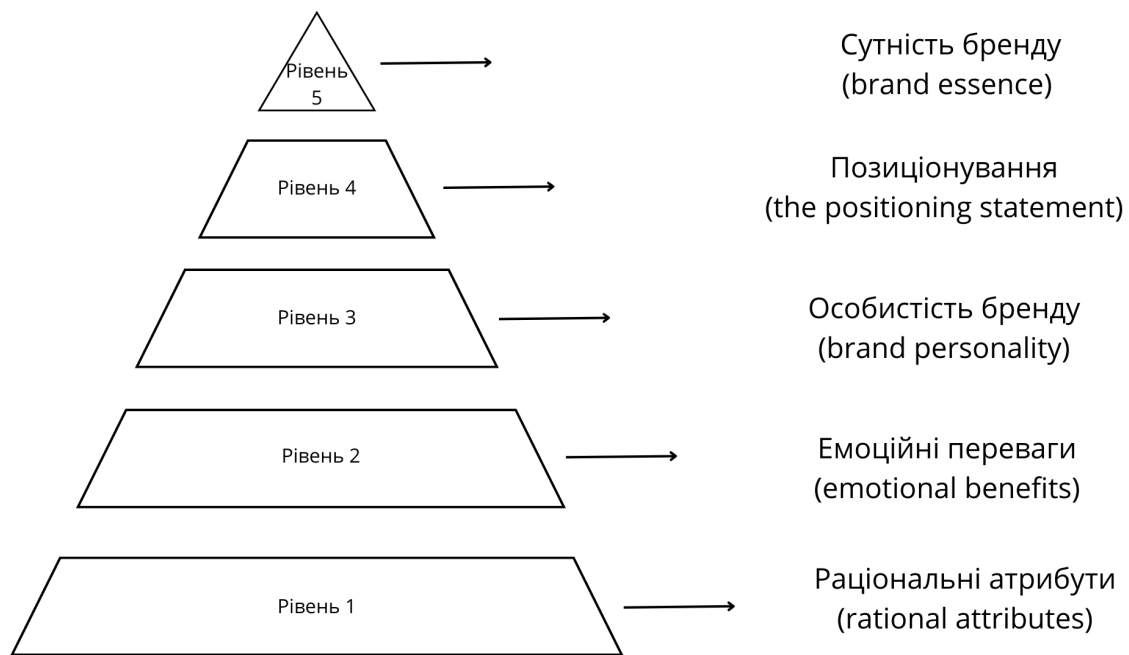 Рівень
5
Сутність бренду
(brand essence)
Рівень 4
Позиціонування
(the positioning statement)
Рівень 3
Особистість бренду
(brand personality)
Рівень 2
Емоційні переваги
(emotional benefits)
Рівень 1
Раціональні атрибути
(rational attributes)